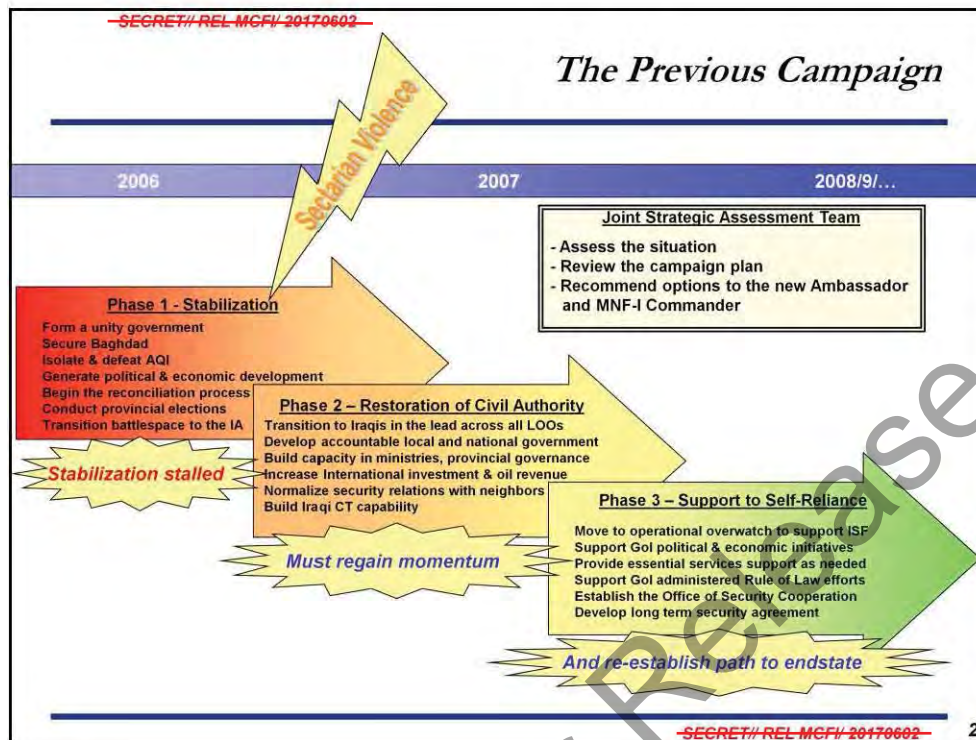 SECRET// REL MCFI// 20170602
The Previous Campaign
2006 2007 2008/9/…
Sectarian Violence
Joint Strategic Assessment Team
- Assess the situation
- Review the campaign plan
- Recommend options to the new Ambassador
and MNF-I Commander
Phase 1 - Stabilization
Form a unity government
Secure Baghdad
Isolate & defeat AQI
Generate political & economic development
Begin the reconciliation process
Conduct provincial elections
Transition battlespace to the IA
Stabilization stalled
Phase 2 – Restoration of Civil Authority
Transition to Iraqis in the lead across all LOOs
Develop accountable local and national government
Build capacity in ministries, provincial governance
Increase International investment & oil revenue
Normalize security relations with neighbors
Build Iraqi CT capability
Must regain momentum
Phase 3 – Support to Self-Reliance
Move to operational overwatch to support ISF
Support GoI political & economic initiatives
Provide essential services support as needed
Support GoI administered Rule of Law efforts
Establish the Office of Security Cooperation
Develop long term security agreement
And re-establish path to endstate
Release
SECRET// REL MCFI// 20170602
2